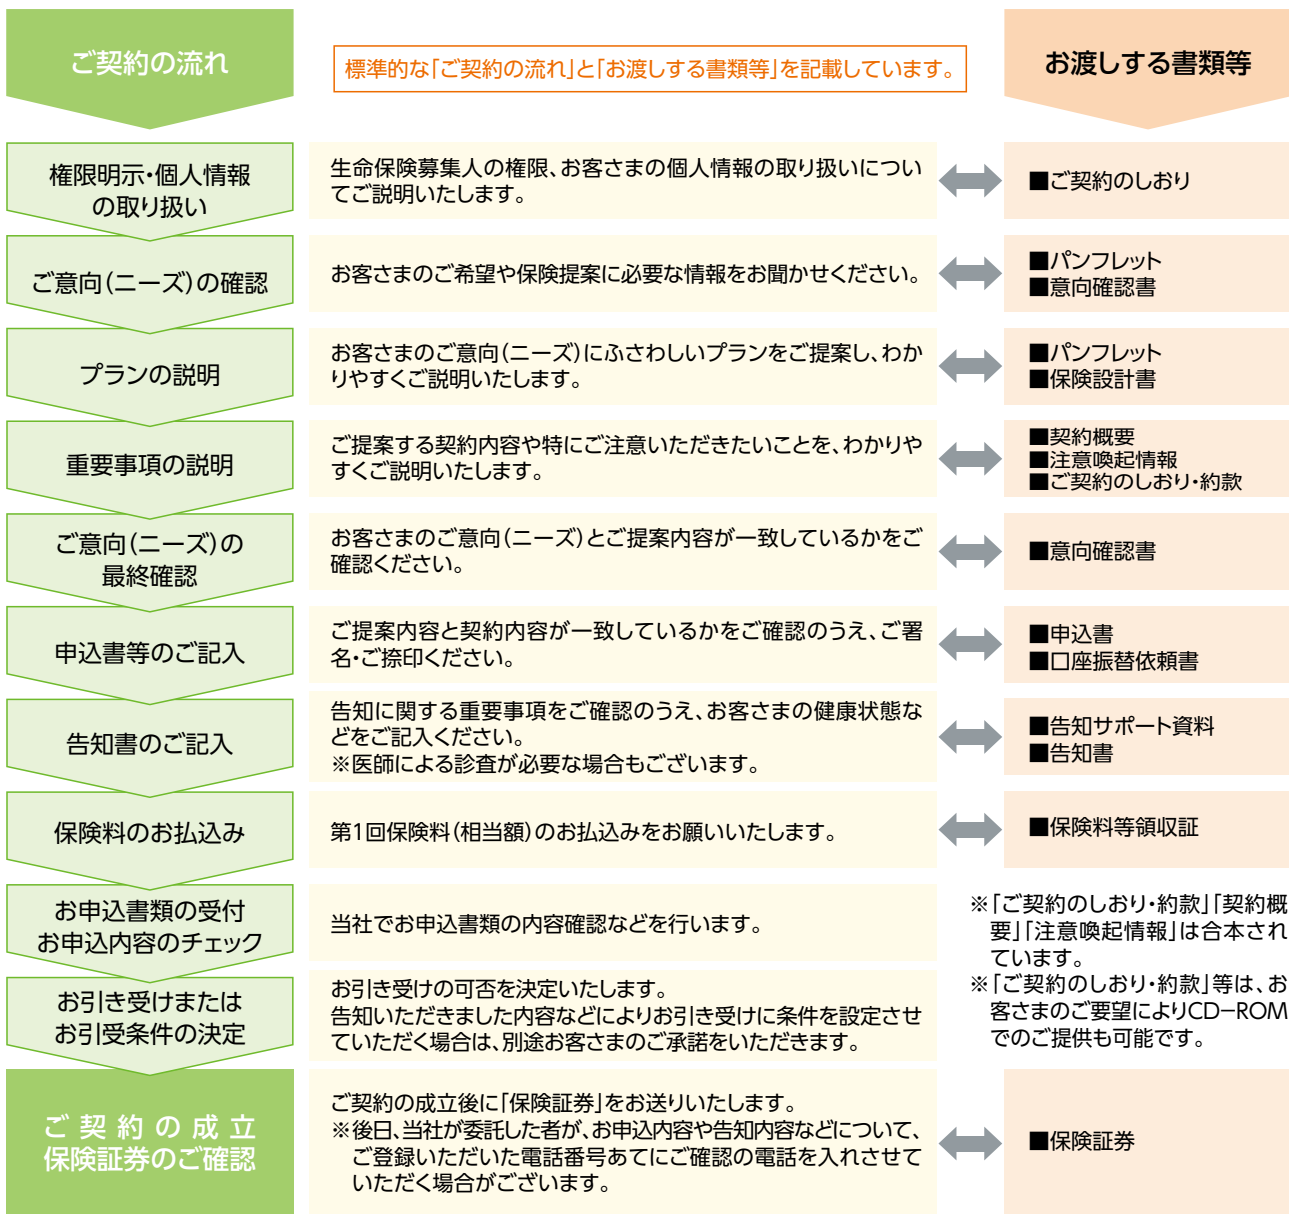 ご契約の流れ
標準的な｢ご契約の流れ｣と｢お渡しする書類等｣を記載しています。
お渡しする書類等
権限明示･個人情報
の取り扱い
生命保険募集人の権限、お客さまの個人情報の取り扱いについ
てご説明いたします。
■ご契約のしおり
ご意向(ニーズ)の確認
お客さまのご希望や保険提案に必要な情報をお聞かせください。
■パンフレット
■意向確認書
プランの説明
お客さまのご意向(ニーズ)にふさわしいプランをご提案し、わか
りやすくご説明いたします。
■パンフレット
■保険設計書
重要事項の説明
ご提案する契約内容や特にご注意いただきたいことを、わかりや
すくご説明いたします。
■契約概要
■注意喚起情報
■ご契約のしおり･約款
ご意向(ニーズ)の
最終確認
お客さまのご意向(ニーズ)とご提案内容が一致しているかをご
確認ください。
■意向確認書
申込書等のご記入
ご提案内容と契約内容が一致しているかをご確認のうえ、ご署
名･ご捺印ください。
■申込書
■口座振替依頼書
告知書のご記入
告知に関する重要事項をご確認のうえ、お客さまの健康状態な
どをご記入ください。
※医師による診査が必要な場合もございます。
■告知サポート資料
■告知書
保険料のお払込み
第1回保険料(相当額)のお払込みをお願いいたします。
■保険料等領収証
お申込書類の受付
お申込内容のチェック
当社でお申込書類の内容確認などを行います。
※｢ご契約のしおり･約款｣｢契約概
要｣｢注意喚起情報｣は合本され
ています。
※｢ご契約のしおり･約款｣等は、お
客さまのご要望によりCD−ROM
でのご提供も可能です。
お引き受けまたは
お引受条件の決定
お引き受けの可否を決定いたします。
告知いただきました内容などによりお引き受けに条件を設定させ
ていただく場合は、別途お客さまのご承諾をいただきます。
ご契約の成立
保険証券のご確認
ご契約の成立後に｢保険証券｣をお送りいたします。
※後日、当社が委託した者が、お申込内容や告知内容などについて、
ご登録いただいた電話番号あてにご確認の電話を入れさせて
いただく場合がございます。
■保険証券